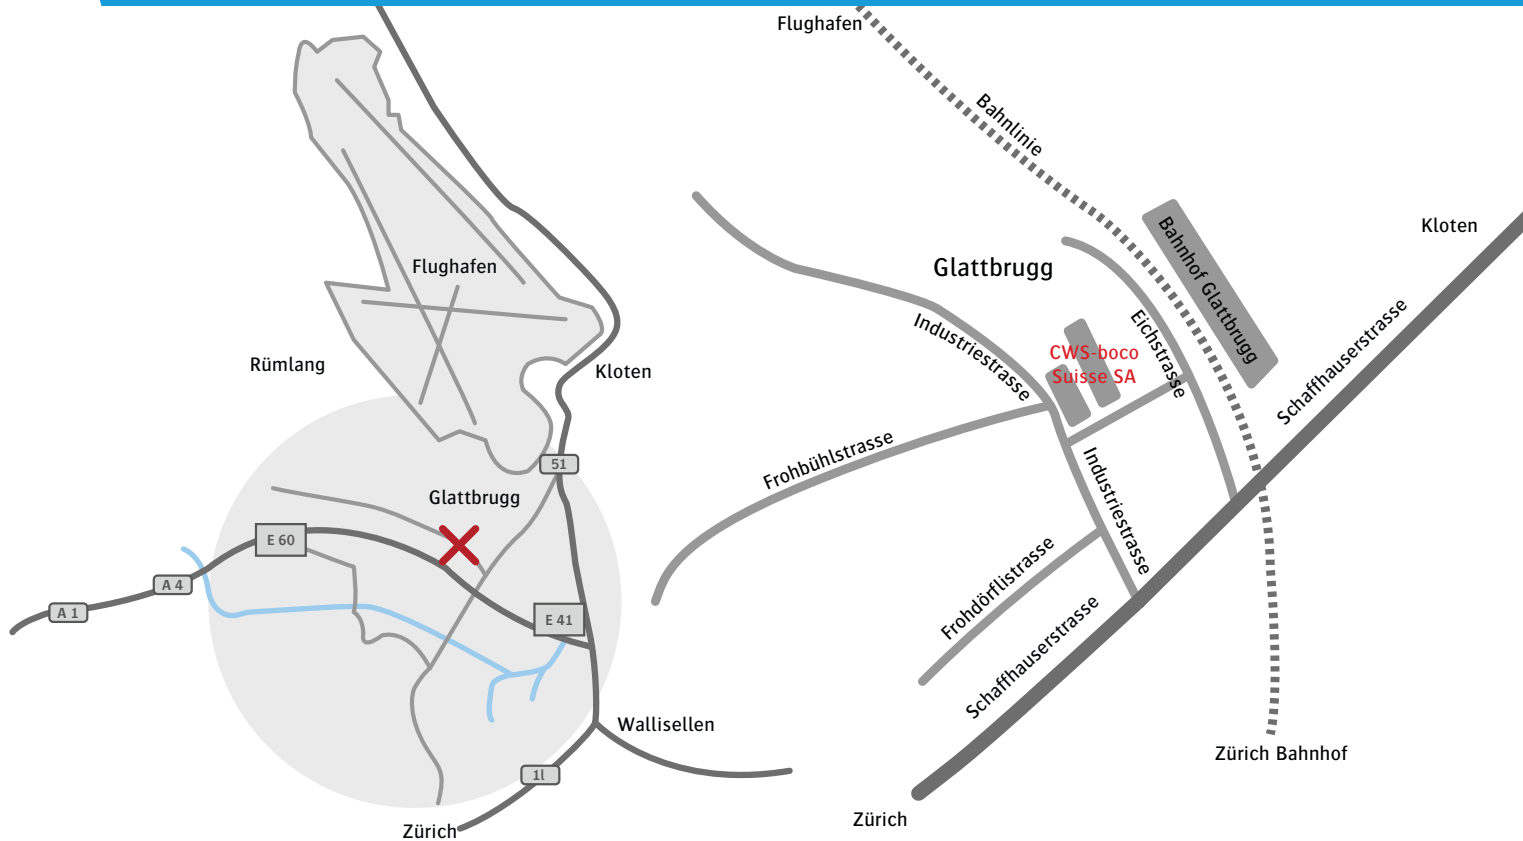 Flughafen
Rümlang
Kloten
51
Glattbrugg
E 60
A 4
A 1
E 41
Wallisellen
1l
Zürich
Flughafen
Bahnlinie
Bahnhof Glattbrugg
Kloten
Glattbrugg
Industriestrasse
Eichstrasse
CWS-boco
Suisse SA
Schaffhauserstrasse
Frohbühlstrasse
Industriestrasse
Frohdörflistrasse
Schaffhauserstrasse
Zürich Bahnhof
Zürich